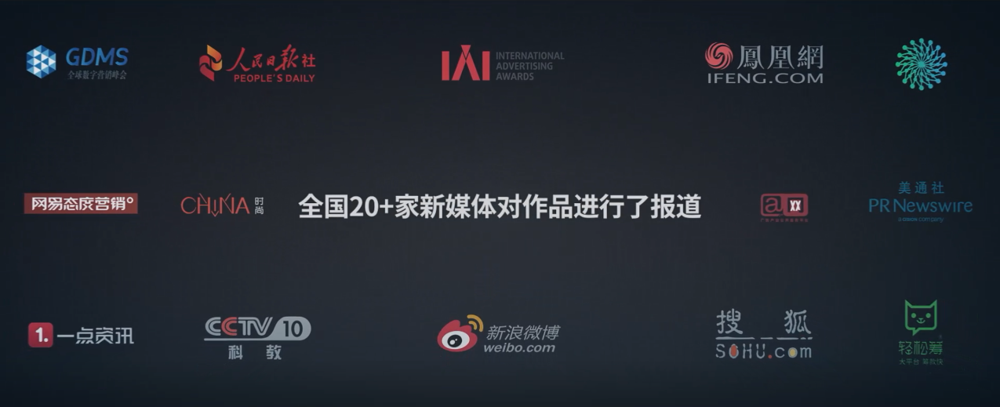 GDMS
全球数字营销峰会
人民日报社
PEOPLE'S DAILY
IAI
INTERNATIONAL
ADVERTISING
AWARDS
鳳凰網
IFENG.COM
网易态度营销
CHINA 时尚
全国20+家新媒体对作品进行了报道
美通社
PR Newswire
a CISION company
1. 一点资讯
CCTV 10
科教
新浪微博
weibo.com
搜狐
SOHU.com
轻松筹
大平台 筹款快